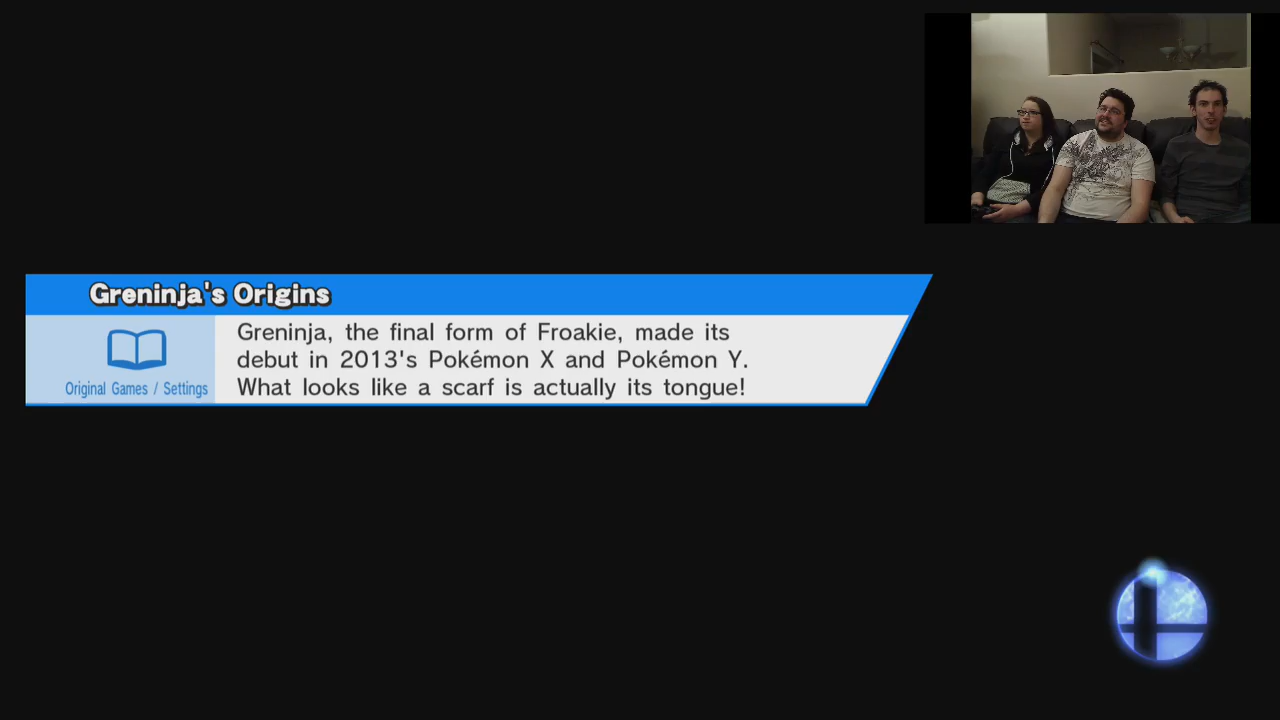 Greninja's Origins
Original Games / Settings
Greninja, the final form of Froakie, made its
debut in 2013's Pokémon X and Pokémon Y.
What looks like a scarf is actually its tongue!